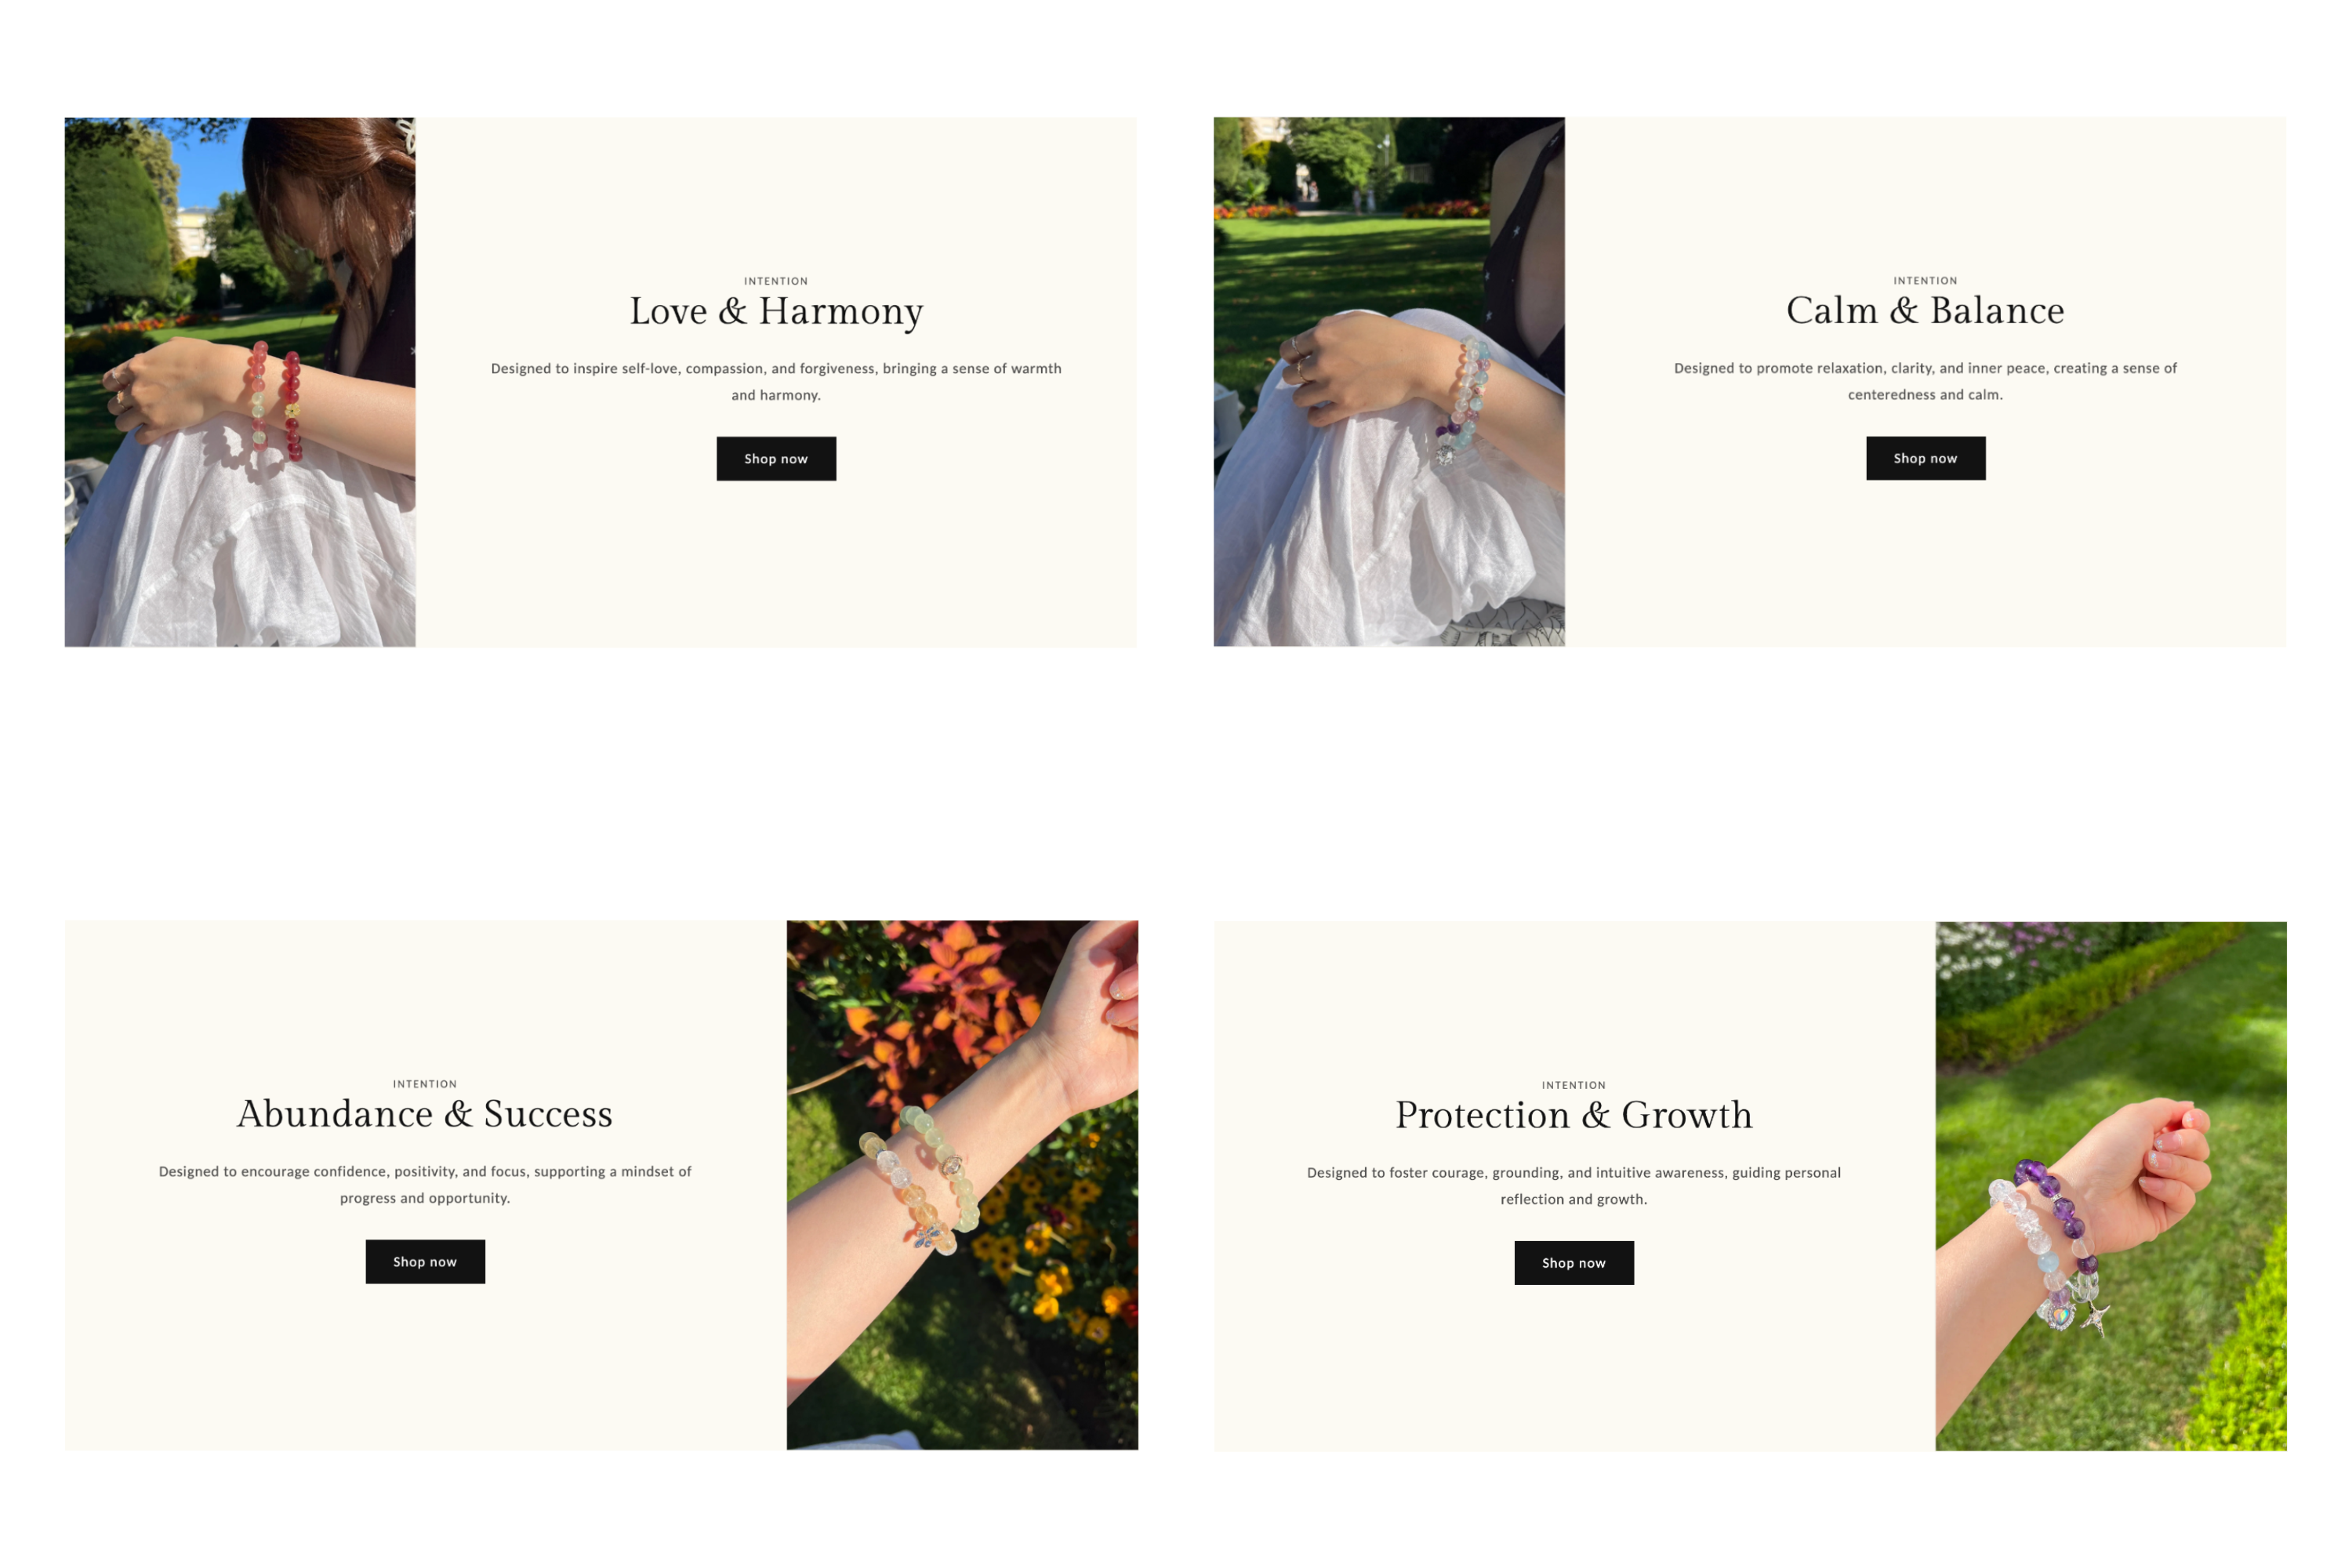 INTENTION
Love & Harmony
Designed to inspire self-love, compassion, and forgiveness, bringing a sense of warmth
and harmony.
Shop now
INTENTION
Calm & Balance
Designed to promote relaxation, clarity, and inner peace, creating a sense of
centeredness and calm.
Shop now
INTENTION
Abundance & Success
Designed to encourage confidence, positivity, and focus, supporting a mindset of
progress and opportunity.
Shop now
INTENTION
Protection & Growth
Designed to foster courage, grounding, and intuitive awareness, guiding personal
reflection and growth.
Shop now